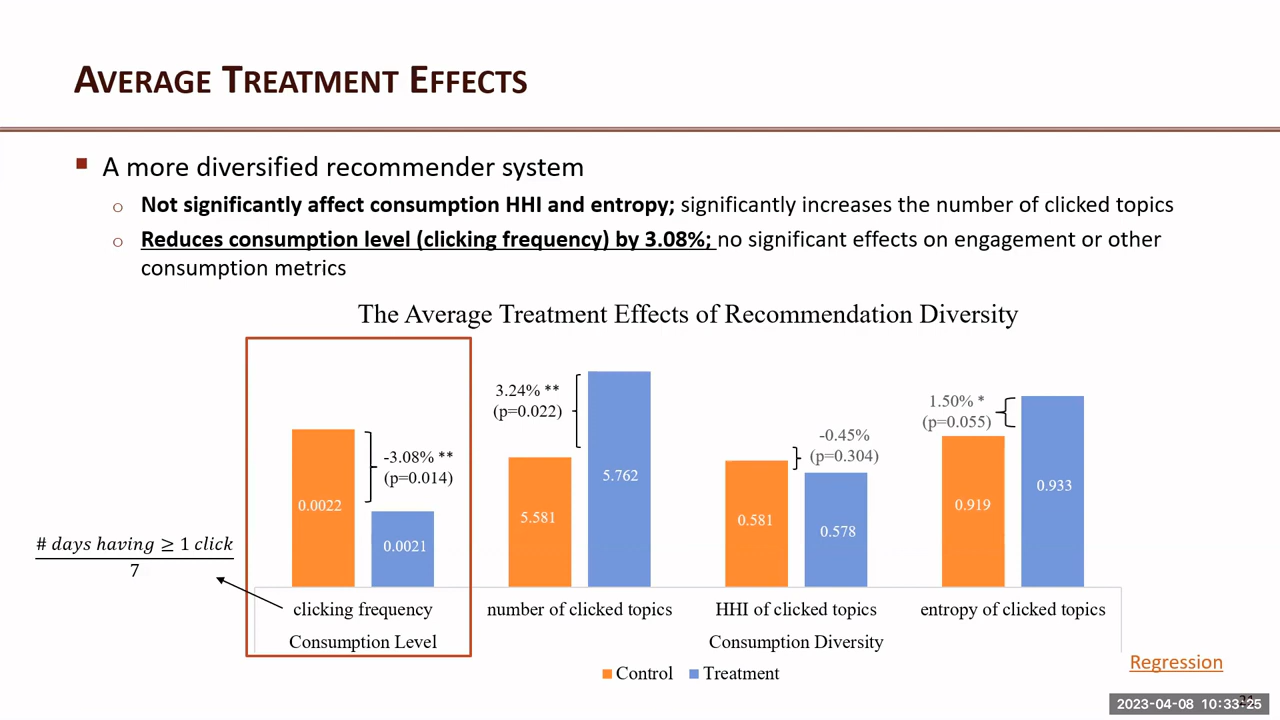 AVERAGE TREATMENT EFFECTS
A more diversified recommender system
Not significantly affect consumption HHI and entropy; significantly increases the number of clicked topics
Reduces consumption level (clicking frequency) by 3.08%; no significant effects on engagement or other
consumption metrics
The Average Treatment Effects of Recommendation Diversity
3.24% **
(p=0.022)
1.50% *
(p=0.055)
-0.45%
(p=0.304)
-3.08% **
(p=0.014)
0.0022
0.0021
5.581
5.762
0.581
0.578
0.919
0.933
# days having ≥ 1 click
7
clicking frequency
number of clicked topics
HHI of clicked topics
entropy of clicked topics
Consumption Level
Consumption Diversity
Control
Treatment
Regression
2023-04-08 10:33:25